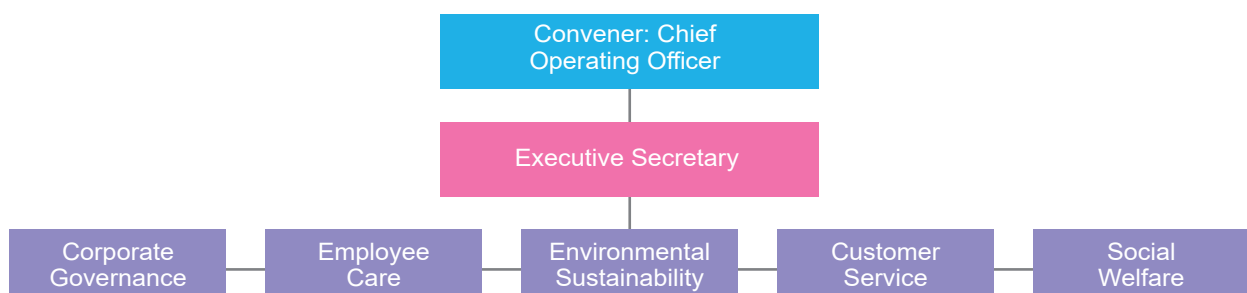 Convener: Chief
Operating Officer
Executive Secretary
Corporate
Governance
Employee
Care
Environmental
Sustainability
Customer
Service
Social
Welfare